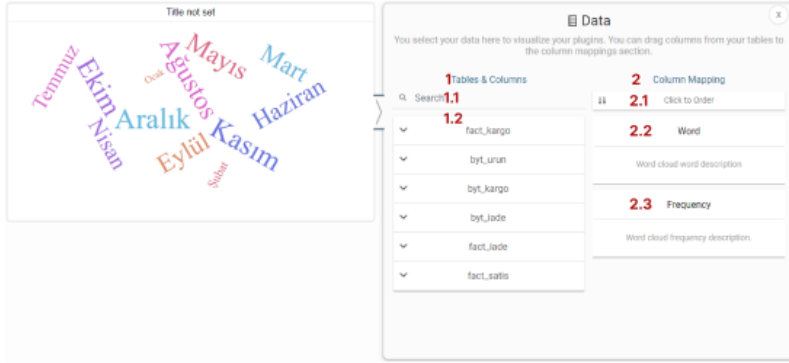 Title not set
Temmuz
Ekim
Nisan
Ocak
Ağustos
Mayıs
Mart
Haziran
Aralık
Kasım
Eylül
Şubat
x
Data
You select your data here to visualize your plugins. You can drag columns from your tables to
the column mappings section.
1 Tables & Columns
Search 1.1
1.2
fact_kargo
byt_urun
byt_kargo
byt_iade
fact_iade
fact_satis
2 Column Mapping
2.1 Click to Order
2.2 Word
Word cloud word description
2.3 Frequency
Word cloud frequency description.